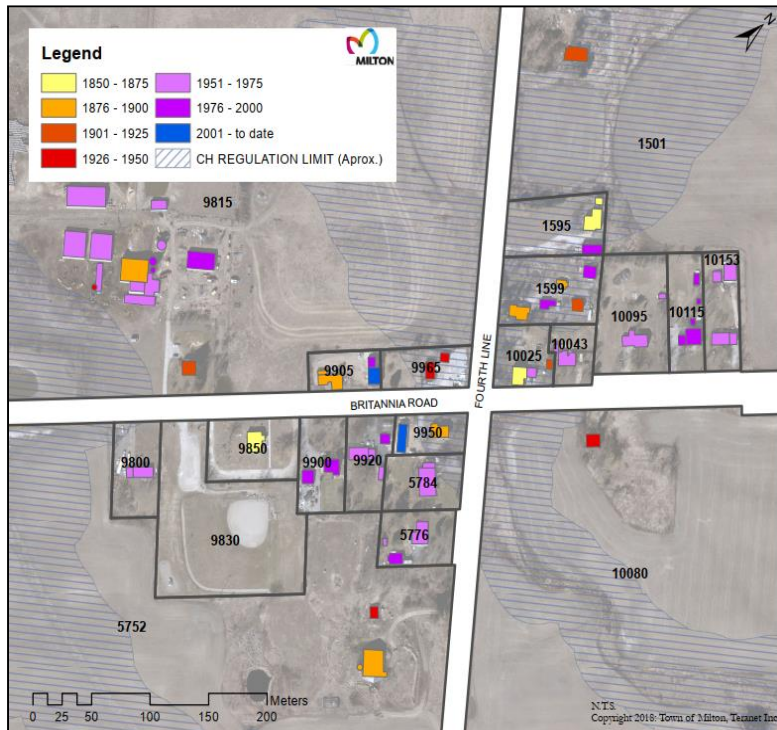 Legend
MILTON
1850 - 1875
1951 - 1975
1876 - 1900
1976 - 2000
1901 - 1925
2001 - to date
1926 - 1950
CH REGULATION LIMIT (Aprox.)
N
1501
9815
1595
10153
1599
10095
10115
10025
10043
9905
9965
FOURTH LINE
BRITANNIA ROAD
9850
9950
9800
9900
9920
5784
9830
5776
10080
5752
Meters
0 25 50 100 150 200
N.T.S.
Copyright 2018: Town of Milton, Teranet Inc